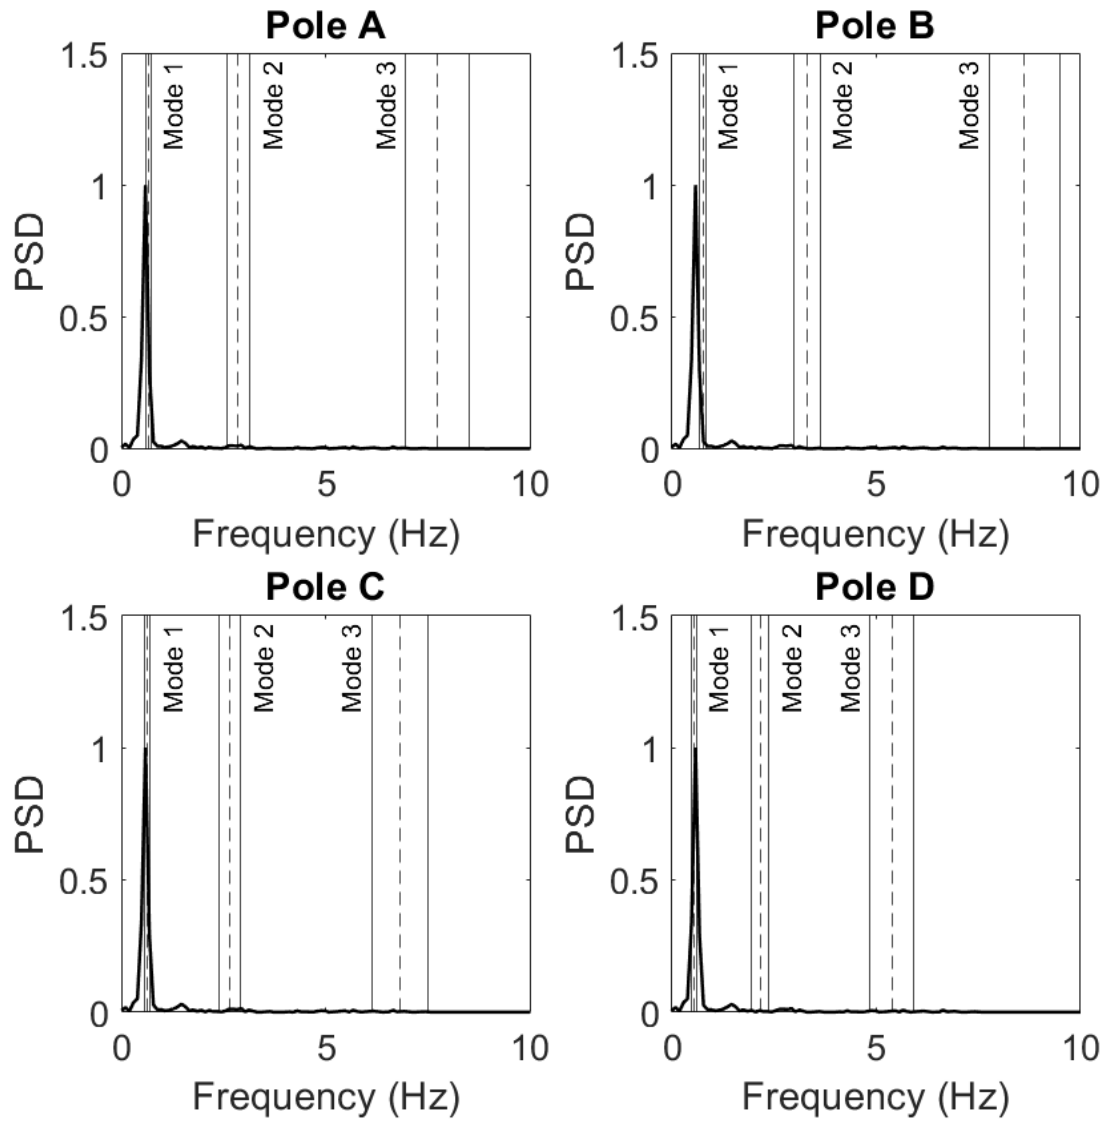 Pole A
1.5
1
0.5
0
PSD
Mode 1
Mode 2
Mode 3
0 5 10
Frequency (Hz)
Pole B
1.5
1
0.5
0
PSD
Mode 1
Mode 2
Mode 3
0 5 10
Frequency (Hz)
Pole C
1.5
1
0.5
0
PSD
Mode 1
Mode 2
Mode 3
0 5 10
Frequency (Hz)
Pole D
1.5
1
0.5
0
PSD
Mode 1
Mode 2
Mode 3
0 5 10
Frequency (Hz)